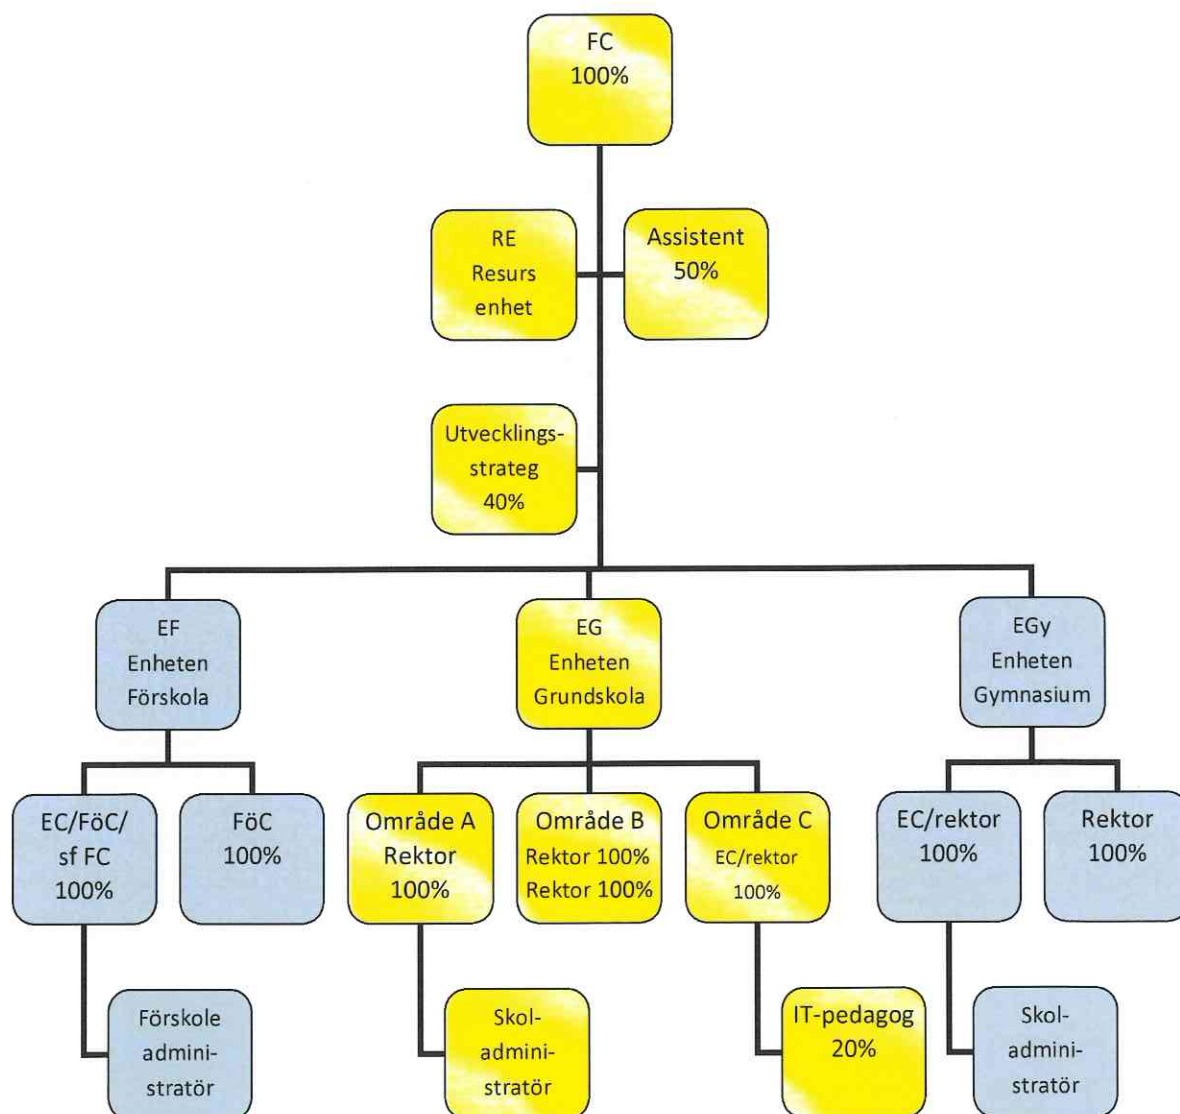 FC
100%
RE
Resurs
enhet
Assistent
50%
Utvecklings-
strateg
40%
EF
Enheten
Förskola
EG
Enheten
Grundskola
EGy
Enheten
Gymnasium
EC/FöC/
sf FC
100%
FöC
100%
Område A
Rektor
100%
Område B
Rektor 100%
Rektor 100%
Område C
EC/rektor
100%
EC/rektor
100%
Rektor
100%
Förskole
admini-
stratör
Skol-
admini-
stratör
IT-pedagog
20%
Skol-
admini-
stratör